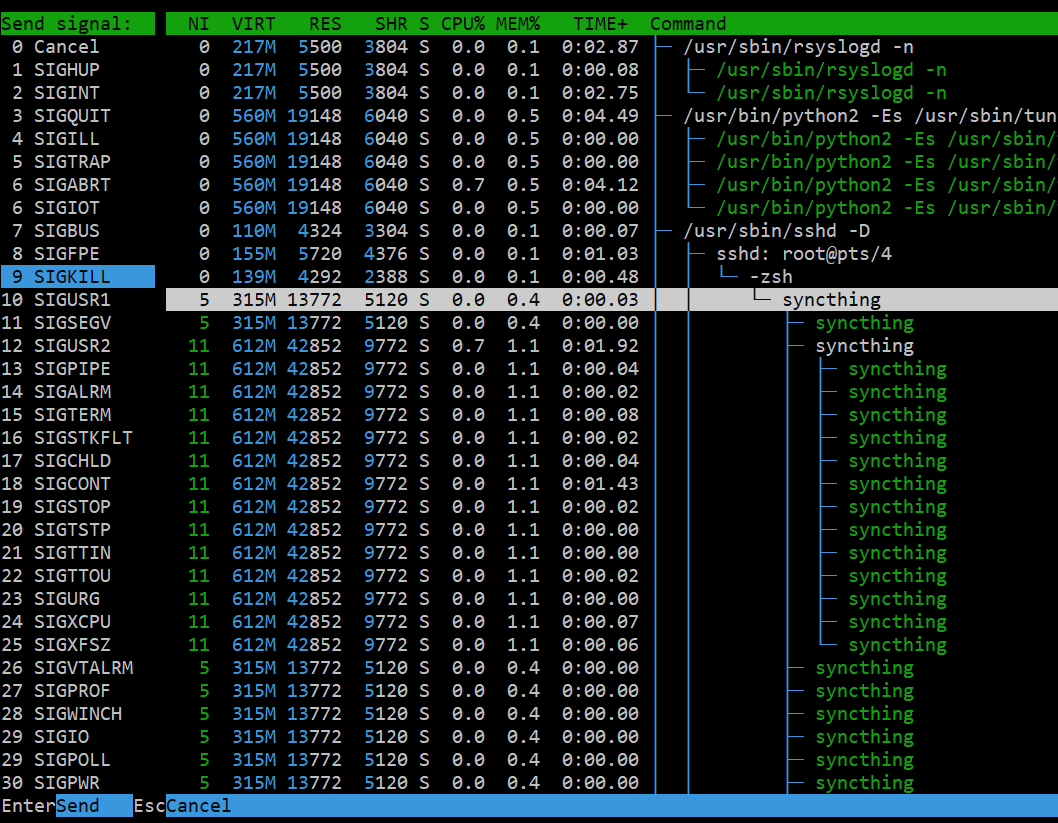 Send signal:    NI  VIRT   RES   SHR S CPU% MEM%   TIME+  Command
 0 Cancel        0  217M  5500  3804 S  0.0  0.1  0:02.87 ├─ /usr/sbin/rsyslogd -n
 1 SIGHUP        0  217M  5500  3804 S  0.0  0.1  0:00.08 │  ├─ /usr/sbin/rsyslogd -n
 2 SIGINT        0  217M  5500  3804 S  0.0  0.1  0:02.75 │  └─ /usr/sbin/rsyslogd -n
 3 SIGQUIT       0  560M 19148  6040 S  0.0  0.5  0:04.49 ├─ /usr/bin/python2 -Es /usr/sbin/tun
 4 SIGILL        0  560M 19148  6040 S  0.0  0.5  0:00.00 │  ├─ /usr/bin/python2 -Es /usr/sbin/
 5 SIGTRAP       0  560M 19148  6040 S  0.0  0.5  0:00.00 │  ├─ /usr/bin/python2 -Es /usr/sbin/
 6 SIGABRT       0  560M 19148  6040 S  0.7  0.5  0:04.12 │  ├─ /usr/bin/python2 -Es /usr/sbin/
 6 SIGIOT        0  560M 19148  6040 S  0.0  0.5  0:00.00 │  └─ /usr/bin/python2 -Es /usr/sbin/
 7 SIGBUS        0  110M  4324  3304 S  0.0  0.1  0:00.07 ├─ /usr/sbin/sshd -D
 8 SIGFPE        0  155M  5720  4376 S  0.0  0.1  0:01.03 │  ├─ sshd: root@pts/4
 9 SIGKILL       0  139M  4292  2388 S  0.0  0.1  0:00.48 │  │  └─ -zsh
10 SIGUSR1       5  315M 13772  5120 S  0.0  0.4  0:00.03 │  │     └─ syncthing
11 SIGSEGV       5  315M 13772  5120 S  0.0  0.4  0:00.00 │  │        ├─ syncthing
12 SIGUSR2      11  612M 42852  9772 S  0.7  1.1  0:01.92 │  │        ├─ syncthing
13 SIGPIPE      11  612M 42852  9772 S  0.0  1.1  0:00.04 │  │        │  ├─ syncthing
14 SIGALRM      11  612M 42852  9772 S  0.0  1.1  0:00.02 │  │        │  ├─ syncthing
15 SIGTERM      11  612M 42852  9772 S  0.0  1.1  0:00.08 │  │        │  ├─ syncthing
16 SIGSTKFLT    11  612M 42852  9772 S  0.0  1.1  0:00.02 │  │        │  ├─ syncthing
17 SIGCHLD      11  612M 42852  9772 S  0.0  1.1  0:00.04 │  │        │  ├─ syncthing
18 SIGCONT      11  612M 42852  9772 S  0.0  1.1  0:01.43 │  │        │  ├─ syncthing
19 SIGSTOP      11  612M 42852  9772 S  0.0  1.1  0:00.02 │  │        │  ├─ syncthing
20 SIGTSTP      11  612M 42852  9772 S  0.0  1.1  0:00.00 │  │        │  ├─ syncthing
21 SIGTTIN      11  612M 42852  9772 S  0.0  1.1  0:00.00 │  │        │  ├─ syncthing
22 SIGTTOU      11  612M 42852  9772 S  0.0  1.1  0:00.02 │  │        │  ├─ syncthing
23 SIGURG       11  612M 42852  9772 S  0.0  1.1  0:00.00 │  │        │  ├─ syncthing
24 SIGXCPU      11  612M 42852  9772 S  0.0  1.1  0:00.07 │  │        │  ├─ syncthing
25 SIGXFSZ      11  612M 42852  9772 S  0.0  1.1  0:00.06 │  │        │  └─ syncthing
26 SIGVTALRM     5  315M 13772  5120 S  0.0  0.4  0:00.00 │  │        ├─ syncthing
27 SIGPROF       5  315M 13772  5120 S  0.0  0.4  0:00.00 │  │        ├─ syncthing
28 SIGWINCH      5  315M 13772  5120 S  0.0  0.4  0:00.00 │  │        ├─ syncthing
29 SIGIO         5  315M 13772  5120 S  0.0  0.4  0:00.00 │  │        ├─ syncthing
29 SIGPOLL       5  315M 13772  5120 S  0.0  0.4  0:00.00 │  │        ├─ syncthing
30 SIGPWR        5  315M 13772  5120 S  0.0  0.4  0:00.00 │  │        ├─ syncthing
EnterSend   EscCancel